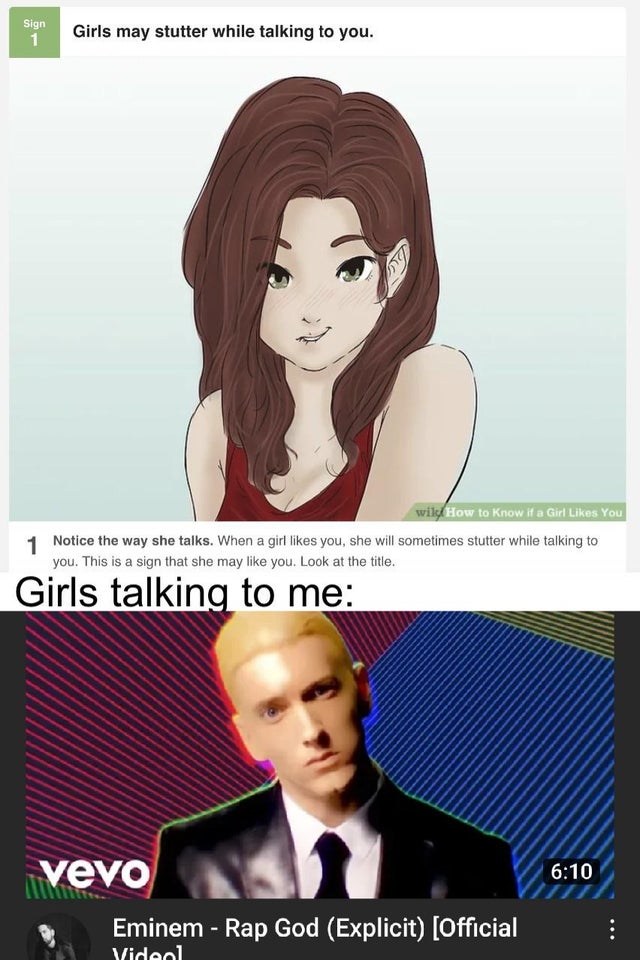 Sign
1
Girls may stutter while talking to you.
wikiHow to Know if a Girl Likes You
1 Notice the way she talks. When a girl likes you, she will sometimes stutter while talking to
you. This is a sign that she may like you. Look at the title.
Girls talking to me:
vevo
6:10
Eminem - Rap God (Explicit) [Official
Video]